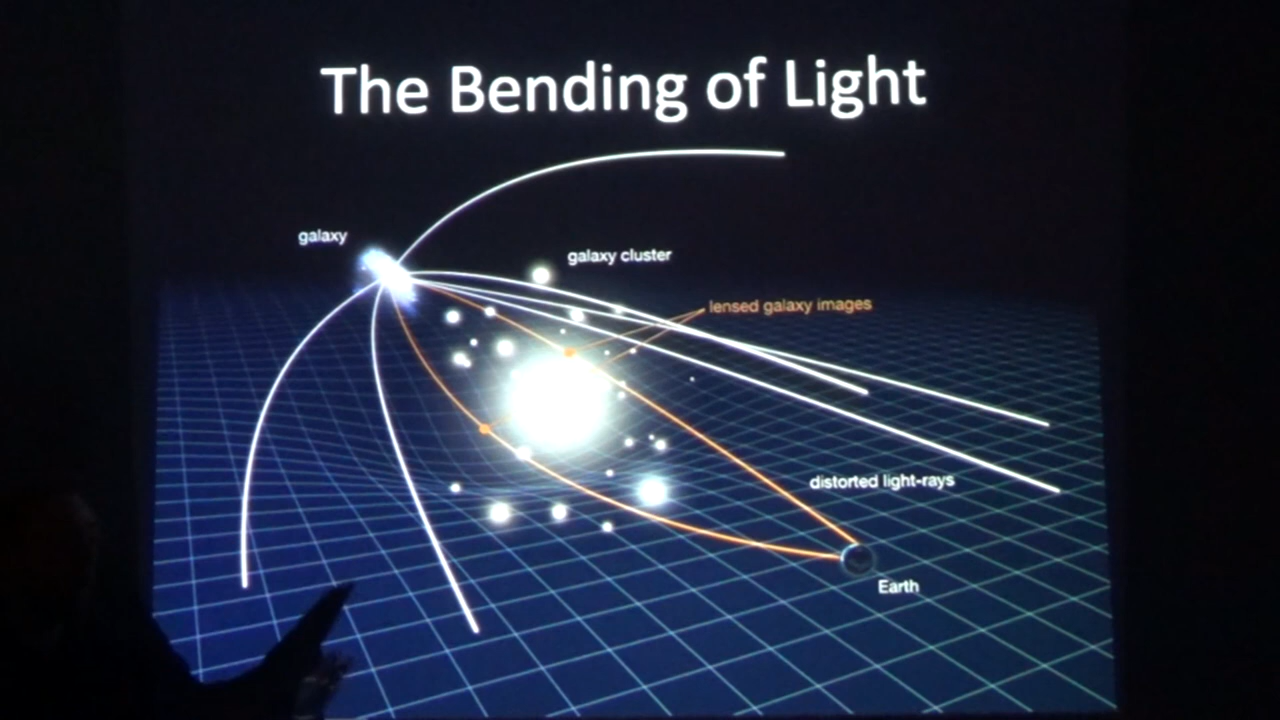 The Bending of Light
galaxy
galaxy cluster
lensed galaxy images
distorted light-rays
Earth